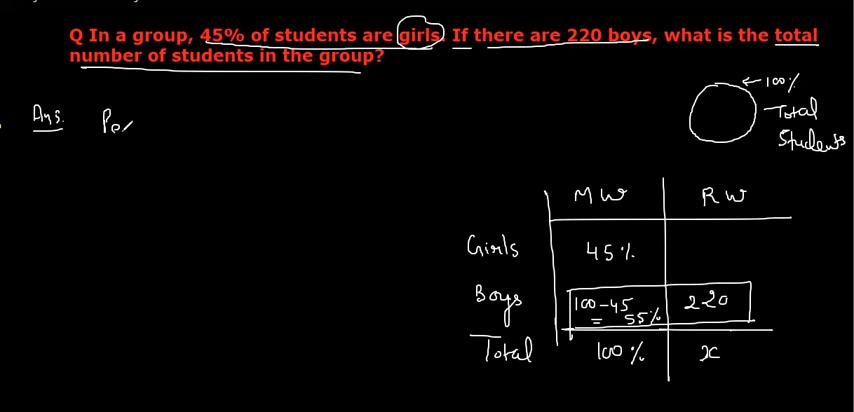 Q In a group, 45% of students are girls. If there are 220 boys, what is the total
number of students in the group?
100%
Total
Students
Ans.
MW RW
Girls 45%
Boys 100-45 220
= 55%
Total 100% x